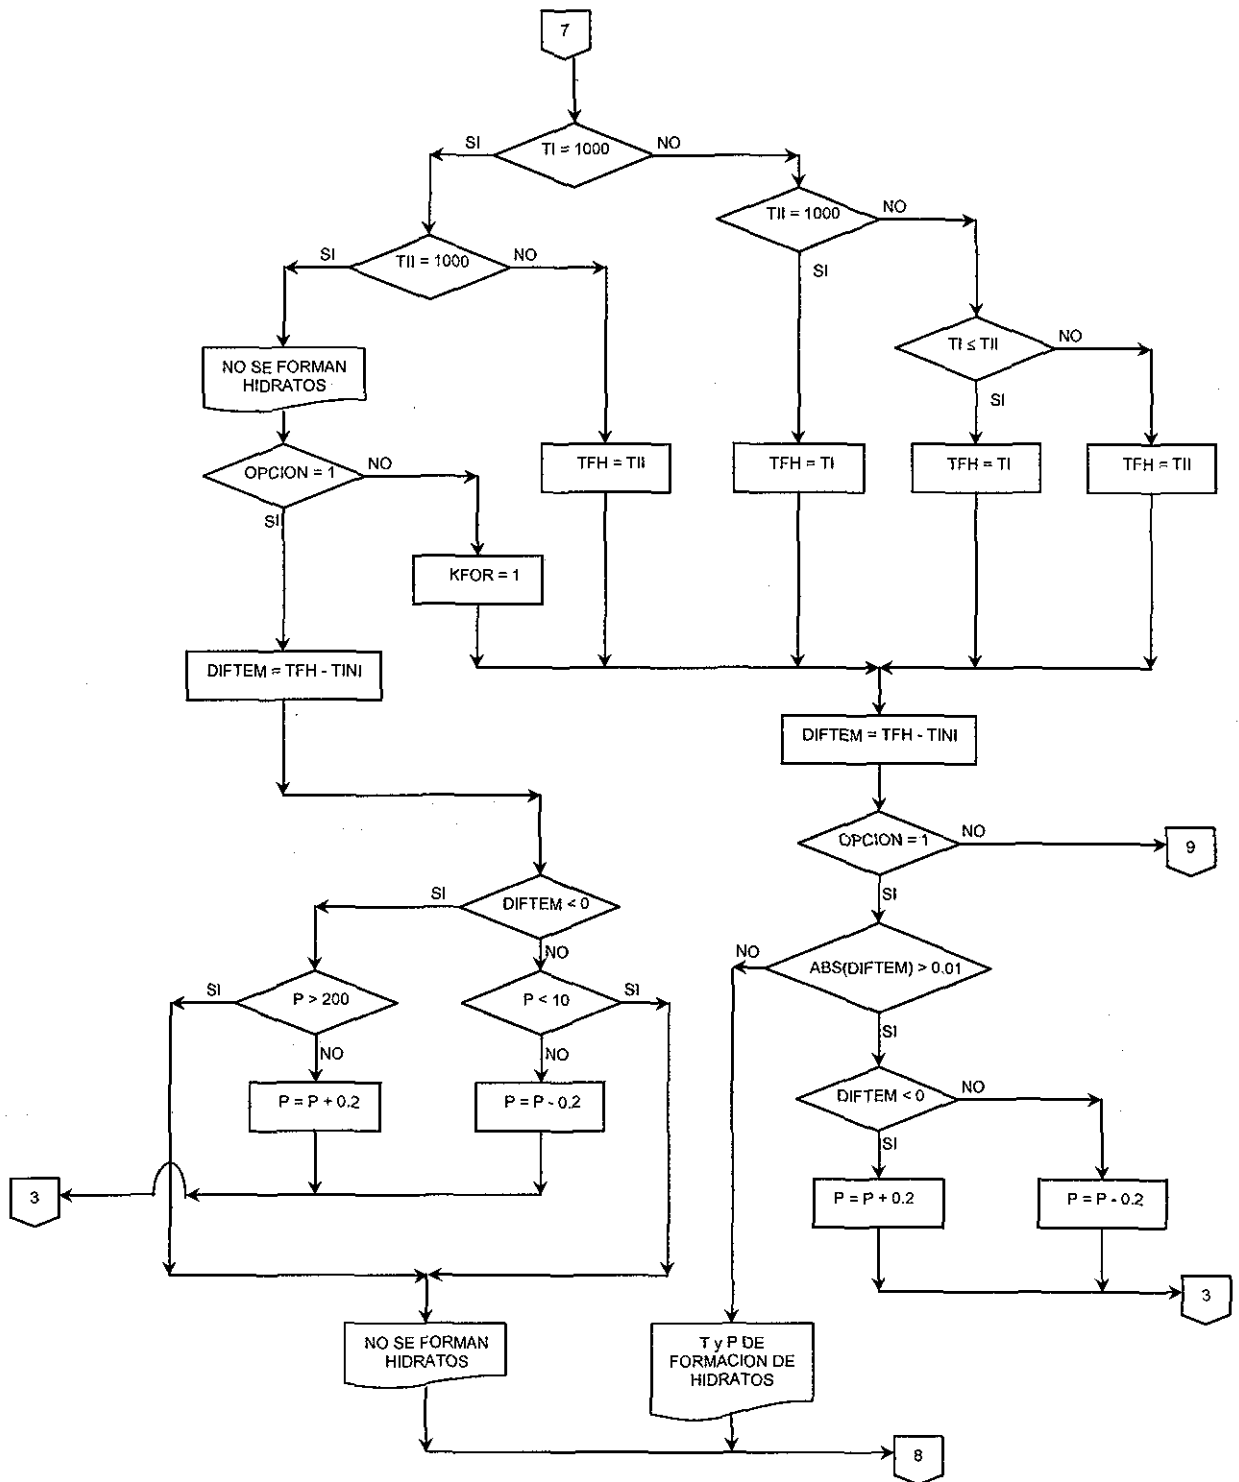 7
TI = 1000
SI
NO
TII = 1000
NO
SI
TII = 1000
SI
NO
TI ≤ TII
NO
SI
NO SE FORMAN
HIDRATOS
OPCION = 1
NO
SI
TFH = TII
TFH = TI
TFH = TI
TFH = TII
KFOR = 1
DIFTEM = TFH - TINI
DIFTEM = TFH - TINI
OPCION = 1
NO
SI
9
DIFTEM < 0
SI
NO
ABS(DIFTEM) > 0.01
NO
SI
P > 200
SI
NO
P < 10
SI
NO
DIFTEM < 0
NO
SI
P = P + 0.2
P = P - 0.2
3
P = P + 0.2
P = P - 0.2
3
NO SE FORMAN
HIDRATOS
T y P DE
FORMACION DE
HIDRATOS
8